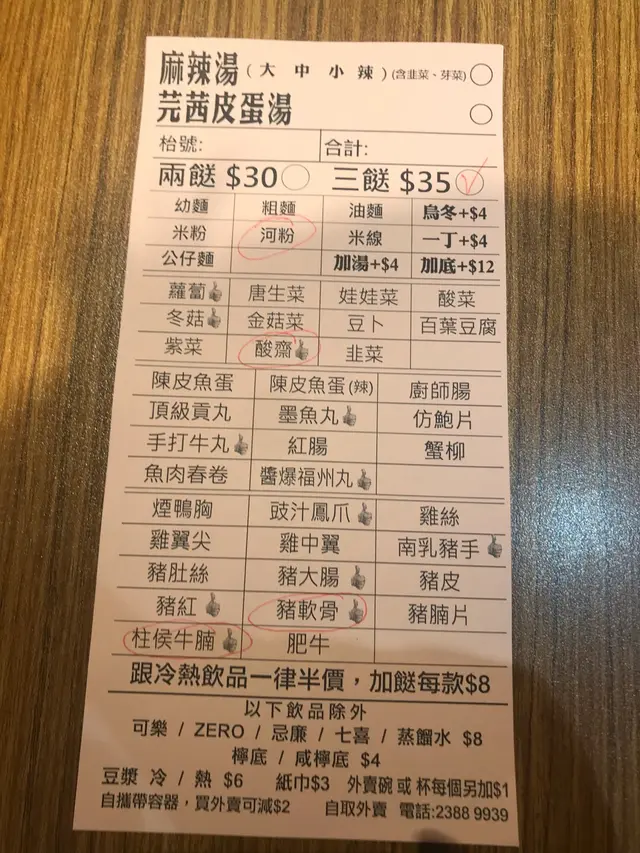 麻辣湯(大 中 小 辣)(含韭菜、芽菜)
芫茜皮蛋湯
枱號: 合計:
兩餸 $30 三餸 $35
幼麵 粗麵 油麵 烏冬+$4
米粉 河粉 米線 一丁+$4
公仔麵 加湯+$4 加底+$12
蘿蔔 唐生菜 娃娃菜 酸菜
冬菇 金菇菜 豆卜 百葉豆腐
紫菜 酸齋 韭菜
陳皮魚蛋 陳皮魚蛋(辣) 廚師腸
頂級貢丸 墨魚丸 仿鮑片
手打牛丸 紅腸 蟹柳
魚肉春卷 醬爆福州丸
煙鴨胸 豉汁鳳爪 雞絲
雞翼尖 雞中翼 南乳豬手
豬肚絲 豬大腸 豬皮
豬紅 豬軟骨 豬腩片
柱侯牛腩 肥牛
跟冷熱飲品一律半價，加餸每款$8
以下飲品除外
可樂 / ZERO / 忌廉 / 七喜 / 蒸餾水 $8
檸底 / 咸檸底 $4
豆漿 冷 / 熱 $6 紙巾$3 外賣碗 或 杯每個另加$1
自攜帶容器，買外賣可減$2 自取外賣 電話:2388 9939